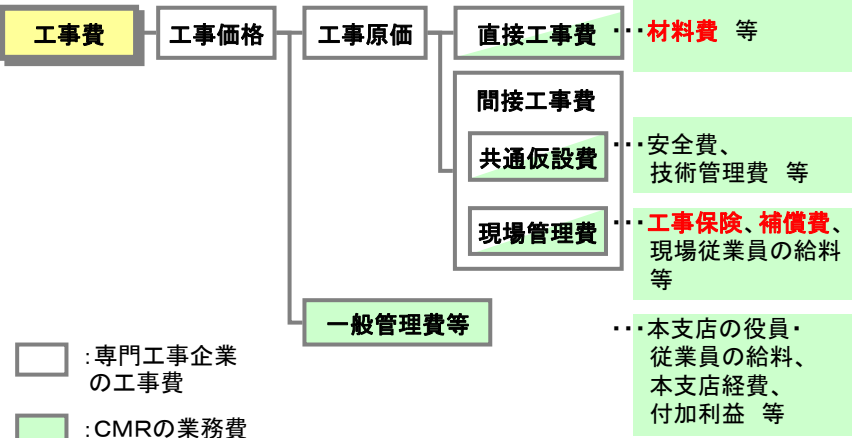 工事費
工事価格
工事原価
直接工事費
･･･材料費 等
間接工事費
共通仮設費
･･･安全費、
技術管理費 等
現場管理費
･･･工事保険、補償費、
現場従業員の給料
等
一般管理費等
･･･本支店の役員・
従業員の給料、
本支店経費、
付加利益 等
:専門工事企業
の工事費
:CMRの業務費